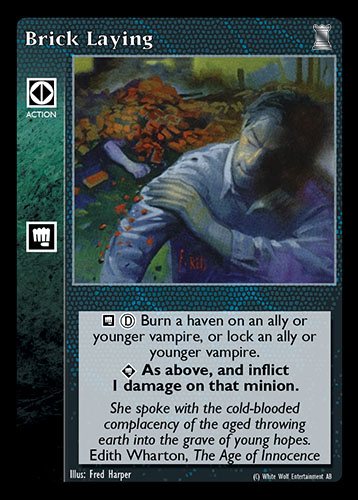 Brick Laying
ACTION
D Burn a haven on an ally or
younger vampire, or lock an ally or
younger vampire.
As above, and inflict
1 damage on that minion.
She spoke with the cold-blooded
complacency of the aged throwing
earth into the grave of young hopes.
Edith Wharton, The Age of Innocence
Illus: Fred Harper
(C) White Wolf Entertainment AB